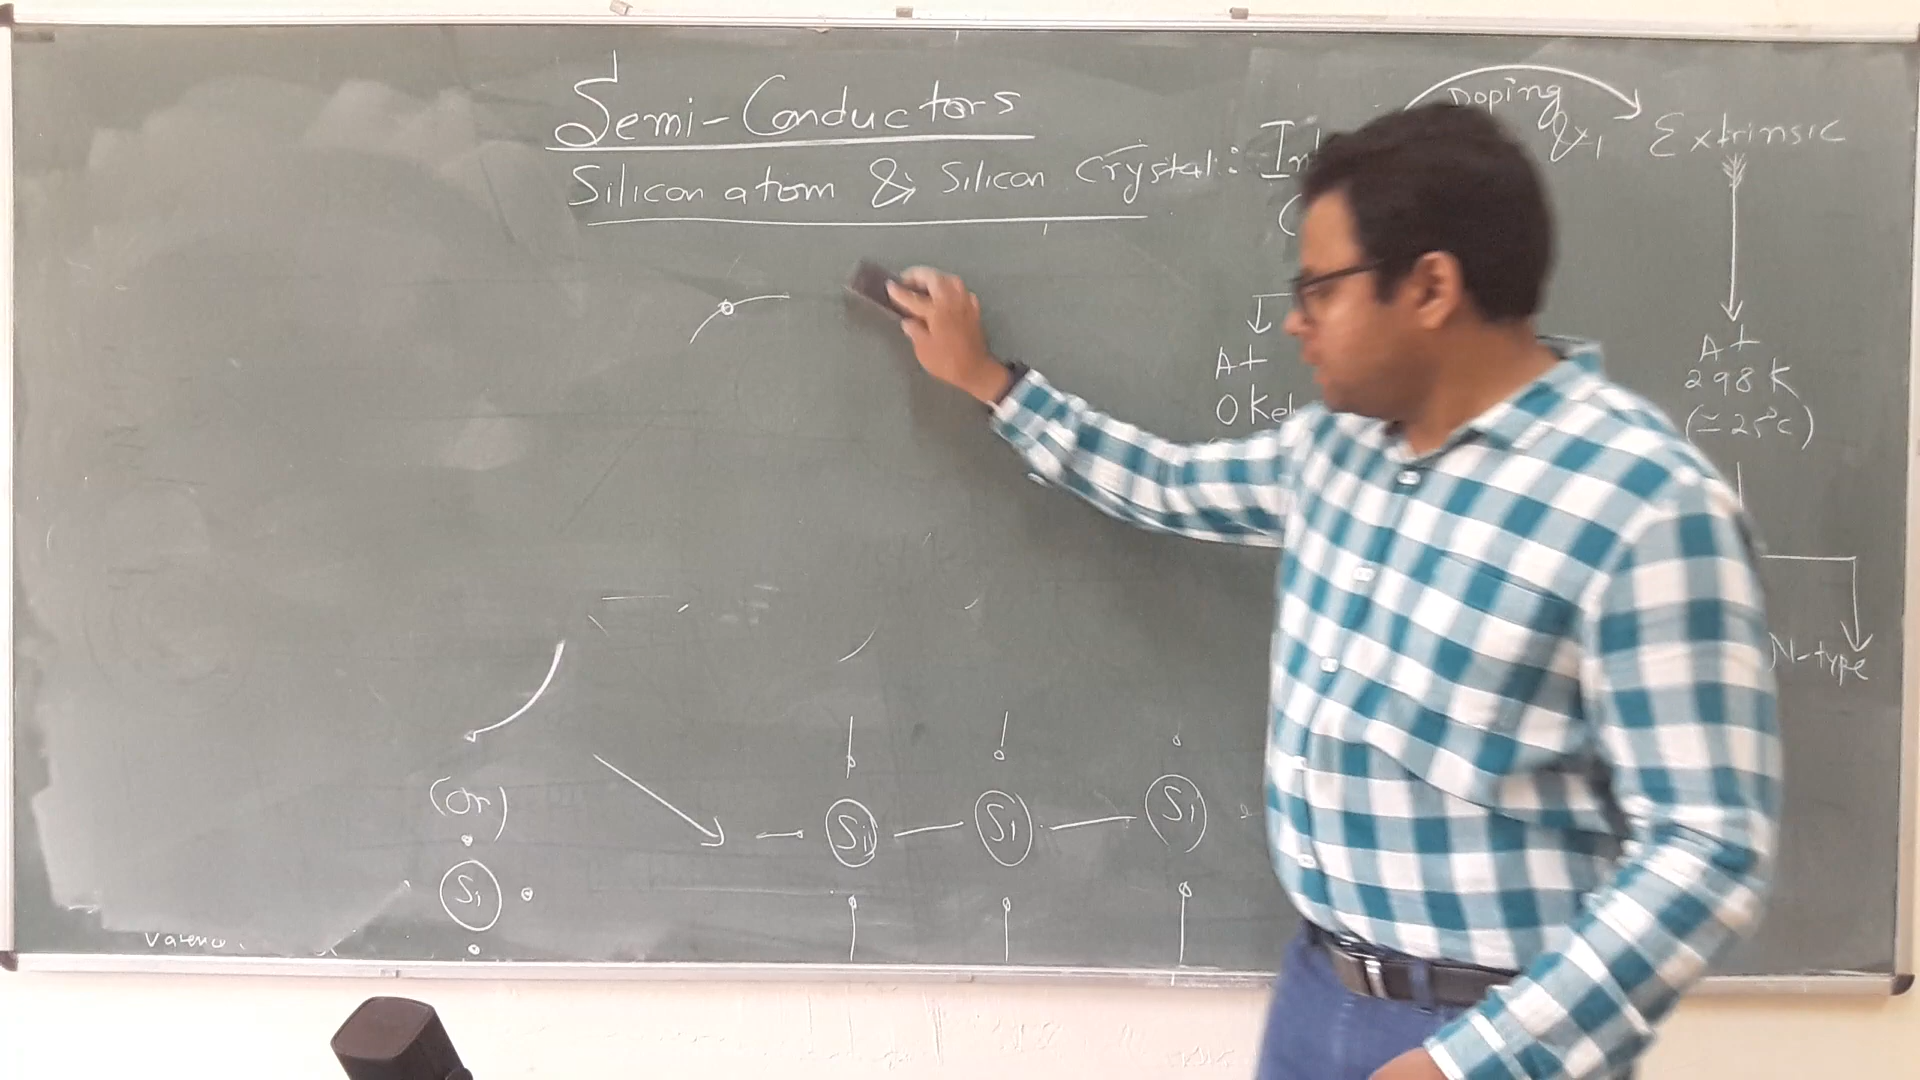 Semi-Conductors
Silicon atom & Silicon Crystal:
Doping
Extrinsic
At
0 Kel
At
298 K
(≃ 25°C)
N-type
(Or)
Si
Si
Si
Si